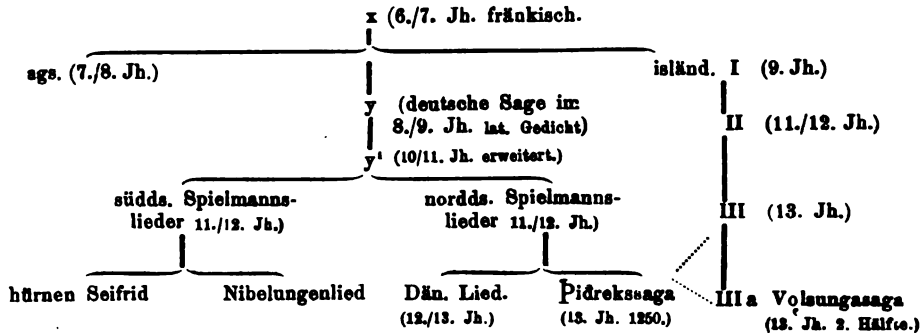 x (6./7. Jh. fränkisch.
ags. (7./8. Jh.)
isländ. I (9. Jh.)
y (deutsche Sage im
8./9. Jh. lat. Gedicht)
II (11./12. Jh.)
y¹ (10/11. Jh. erweitert.)
südds. Spielmanns-
lieder 11./12. Jh.)
nordds. Spielmanns-
lieder 11./12. Jh.)
III (13. Jh.)
hürnen Seifrid
Nibelungenlied
Dän. Lied.
(12./13. Jh.)
Þiđrekssaga
(13. Jh. 1250.)
III a Volsungasaga
(13. Jh. 2. Hälfte.)